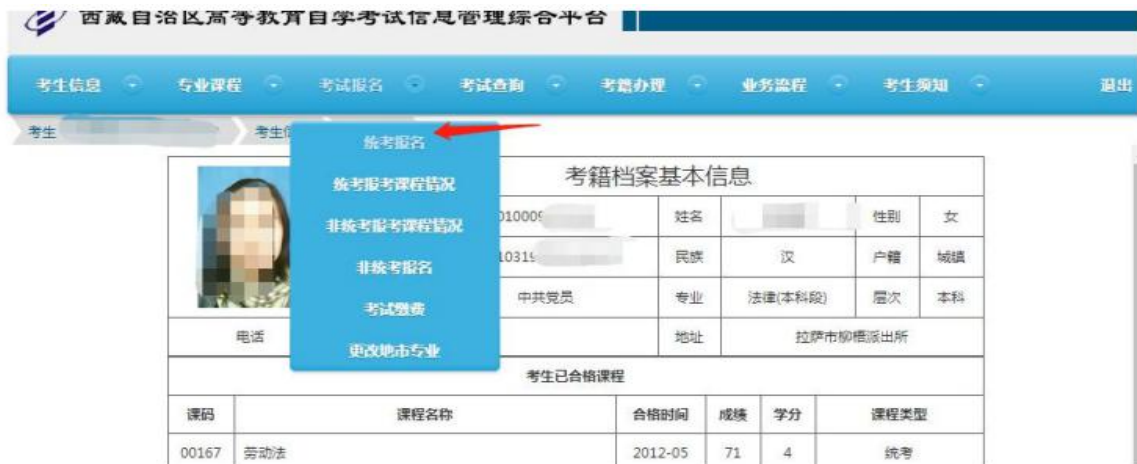 西藏自治区高等教育自学考试信息管理综合平台
考生信息 专业课程 考试报名 考试查询 考籍办理 业务流程 考生须知 退出
考生 考生信
统考报名
统考报考课程情况
非统考报考课程情况
非统考报名
考试缴费
更改地市专业
考籍档案基本信息
010009 姓名 性别 女
10319 民族 汉 户籍 城镇
中共党员 专业 法律(本科段) 层次 本科
电话 地址 拉萨市柳梧派出所
考生已合格课程
课码 课程名称 合格时间 成绩 学分 课程类型
00167 劳动法 2012-05 71 4 统考